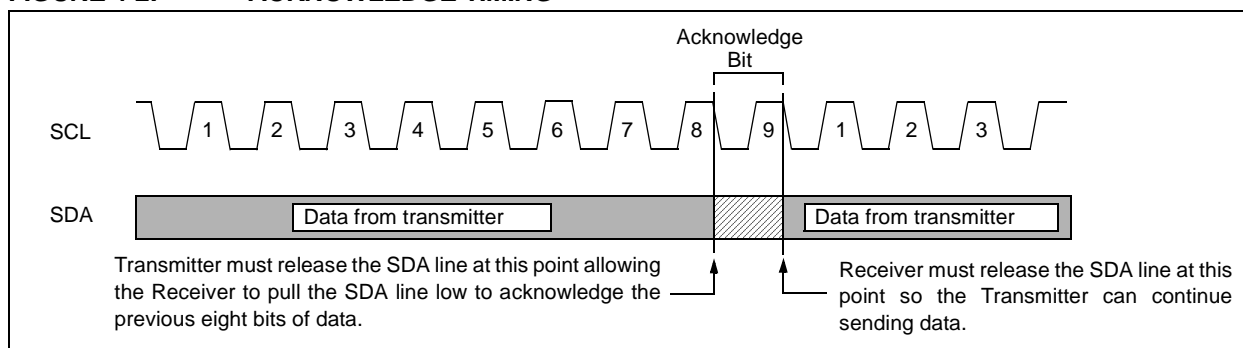 Acknowledge
Bit
SCL
1 2 3 4 5 6 7 8 9 1 2 3
SDA
Data from transmitter
Data from transmitter
Transmitter must release the SDA line at this point allowing
the Receiver to pull the SDA line low to acknowledge the
previous eight bits of data.
Receiver must release the SDA line at this
point so the Transmitter can continue
sending data.